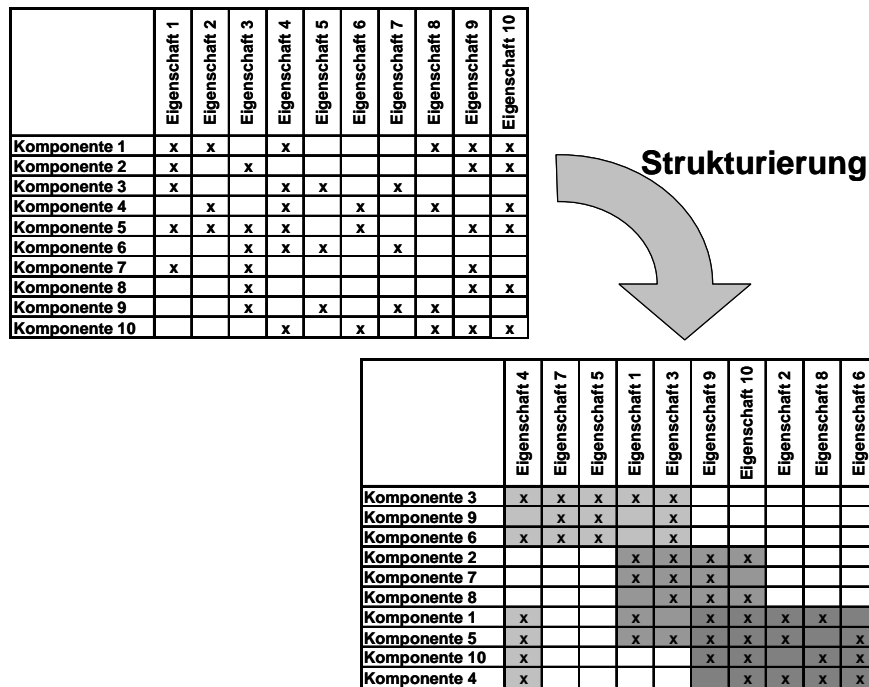 Eigenschaft 1 Eigenschaft 2 Eigenschaft 3 Eigenschaft 4 Eigenschaft 5 Eigenschaft 6 Eigenschaft 7 Eigenschaft 8 Eigenschaft 9 Eigenschaft 10
Komponente 1 x x x x x x
Komponente 2 x x x x
Komponente 3 x x x x
Komponente 4 x x x x x
Komponente 5 x x x x x x x
Komponente 6 x x x x
Komponente 7 x x x
Komponente 8 x x x
Komponente 9 x x x x
Komponente 10 x x x x x
Strukturierung
Eigenschaft 4 Eigenschaft 7 Eigenschaft 5 Eigenschaft 1 Eigenschaft 3 Eigenschaft 9 Eigenschaft 10 Eigenschaft 2 Eigenschaft 8 Eigenschaft 6
Komponente 3 x x x x x
Komponente 9 x x x
Komponente 6 x x x x
Komponente 2 x x x x
Komponente 7 x x x
Komponente 8 x x x
Komponente 1 x x x x x x
Komponente 5 x x x x x x x
Komponente 10 x x x x x
Komponente 4 x x x x x